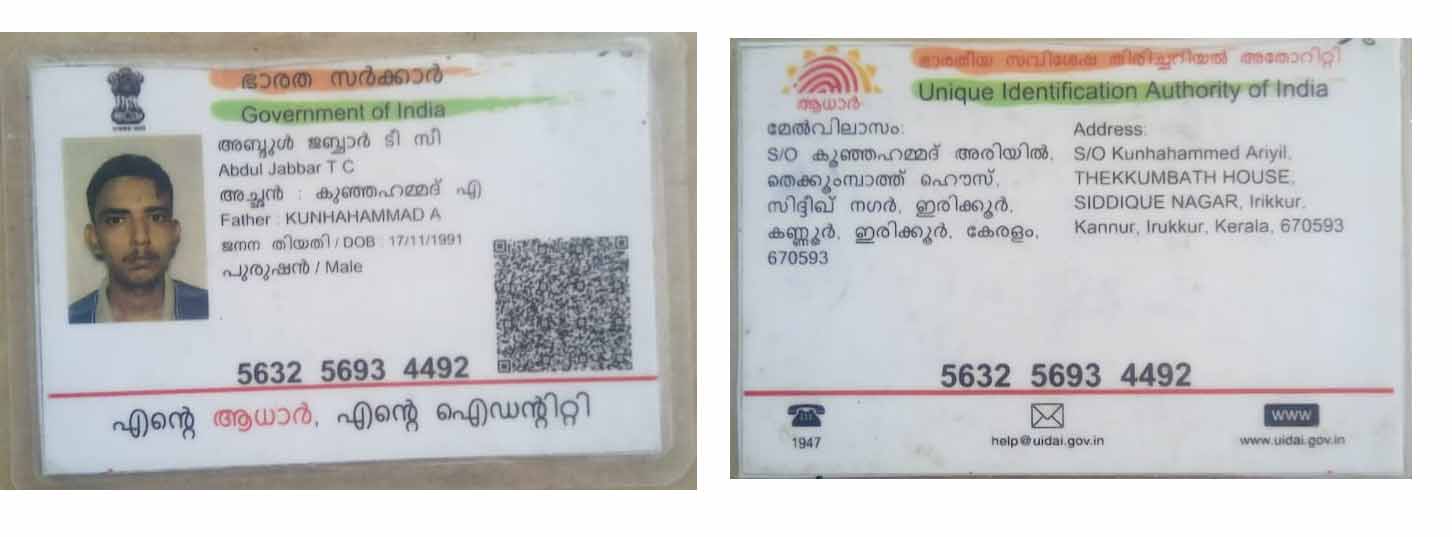 ഭാരത സർക്കാർ
Government of India
അബ്ദുൾ ജബ്ബാർ ടി സി
Abdul Jabbar T C
അച്ഛൻ : കുഞ്ഞഹമ്മദ് എ
Father : KUNHAHAMMAD A
ജനന തിയതി / DOB : 17/11/1991
പുരുഷൻ / Male
5632 5693 4492
എന്റെ ആധാർ, എന്റെ ഐഡന്റിറ്റി
ഭാരതീയ സവിശേഷ തിരിച്ചറിയൽ അതോറിറ്റി
ആധാർ
Unique Identification Authority of India
മേൽവിലാസം:
S/O കുഞ്ഞഹമ്മദ് അരിയിൽ,
തെക്കുംമ്പാത്ത് ഹൌസ്,
സിദ്ദീഖ് നഗർ, ഇരിക്കൂർ,
കണ്ണൂർ, ഇരിക്കൂർ, കേരളം,
670593
Address:
S/O Kunhahammed Ariyil,
THEKKUMBATH HOUSE,
SIDDIQUE NAGAR, Irikkur,
Kannur, Irukkur, Kerala, 670593
5632 5693 4492
1947
help@uidai.gov.in
WWW
www.uidai.gov.in